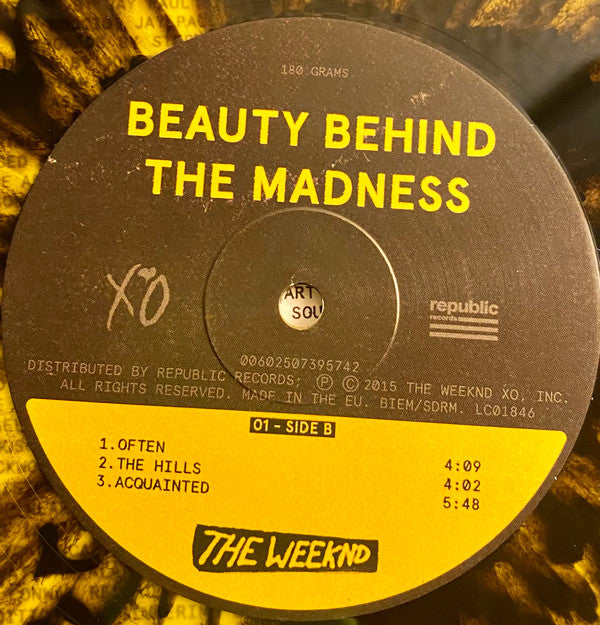 180 GRAMS
BEAUTY BEHIND
THE MADNESS
XO
ART
SOU
republic
records
00602507395742
DISTRIBUTED BY REPUBLIC RECORDS; Ⓟ © 2015 THE WEEKND XO, INC.
ALL RIGHTS RESERVED. MADE IN THE EU. BIEM/SDRM. LC01846
01 - SIDE B
1.OFTEN 4:09
2.THE HILLS 4:02
3.ACQUAINTED 5:48
THE WEEKND